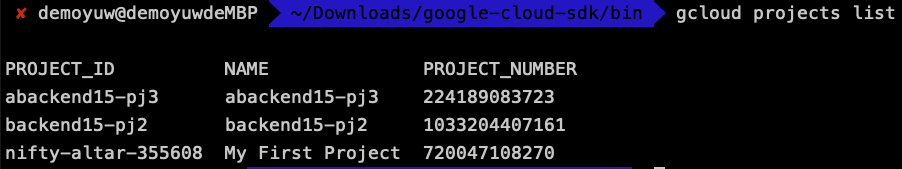 ✘ demoyuw@demoyuwdeMBP ~/Downloads/google-cloud-sdk/bin gcloud projects list
PROJECT_ID NAME PROJECT_NUMBER
abackend15-pj3 abackend15-pj3 224189083723
backend15-pj2 backend15-pj2 1033204407161
nifty-altar-355608 My First Project 720047108270